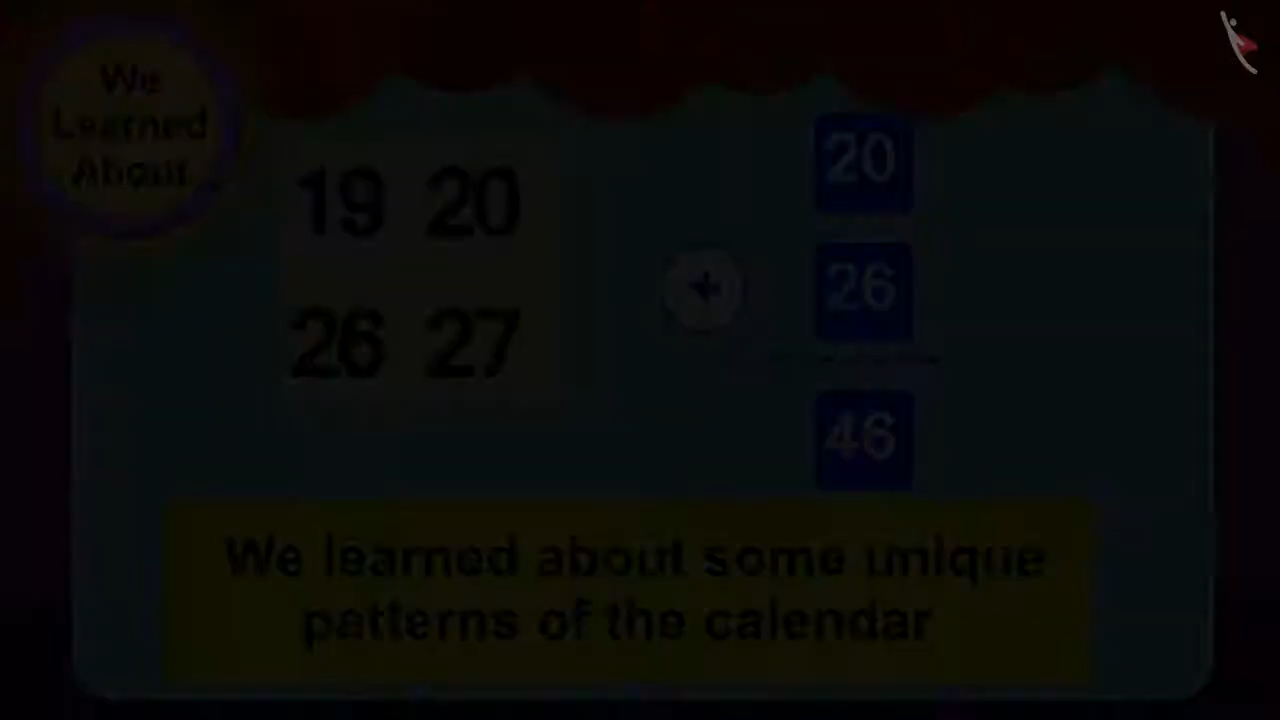 We
Learned
About
19 20
26 27
20
+
26
46
We learned about some unique
patterns of the calendar